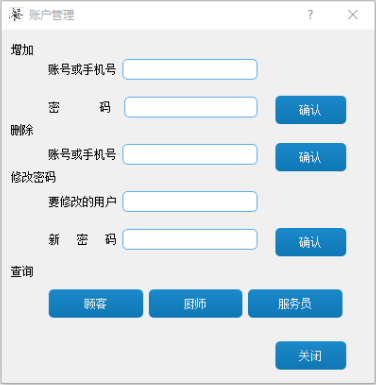 账户管理
增加
账号或手机号
密 码 确认
删除
账号或手机号 确认
修改密码
要修改的用户
新 密 码 确认
查询
顾客 厨师 服务员
关闭